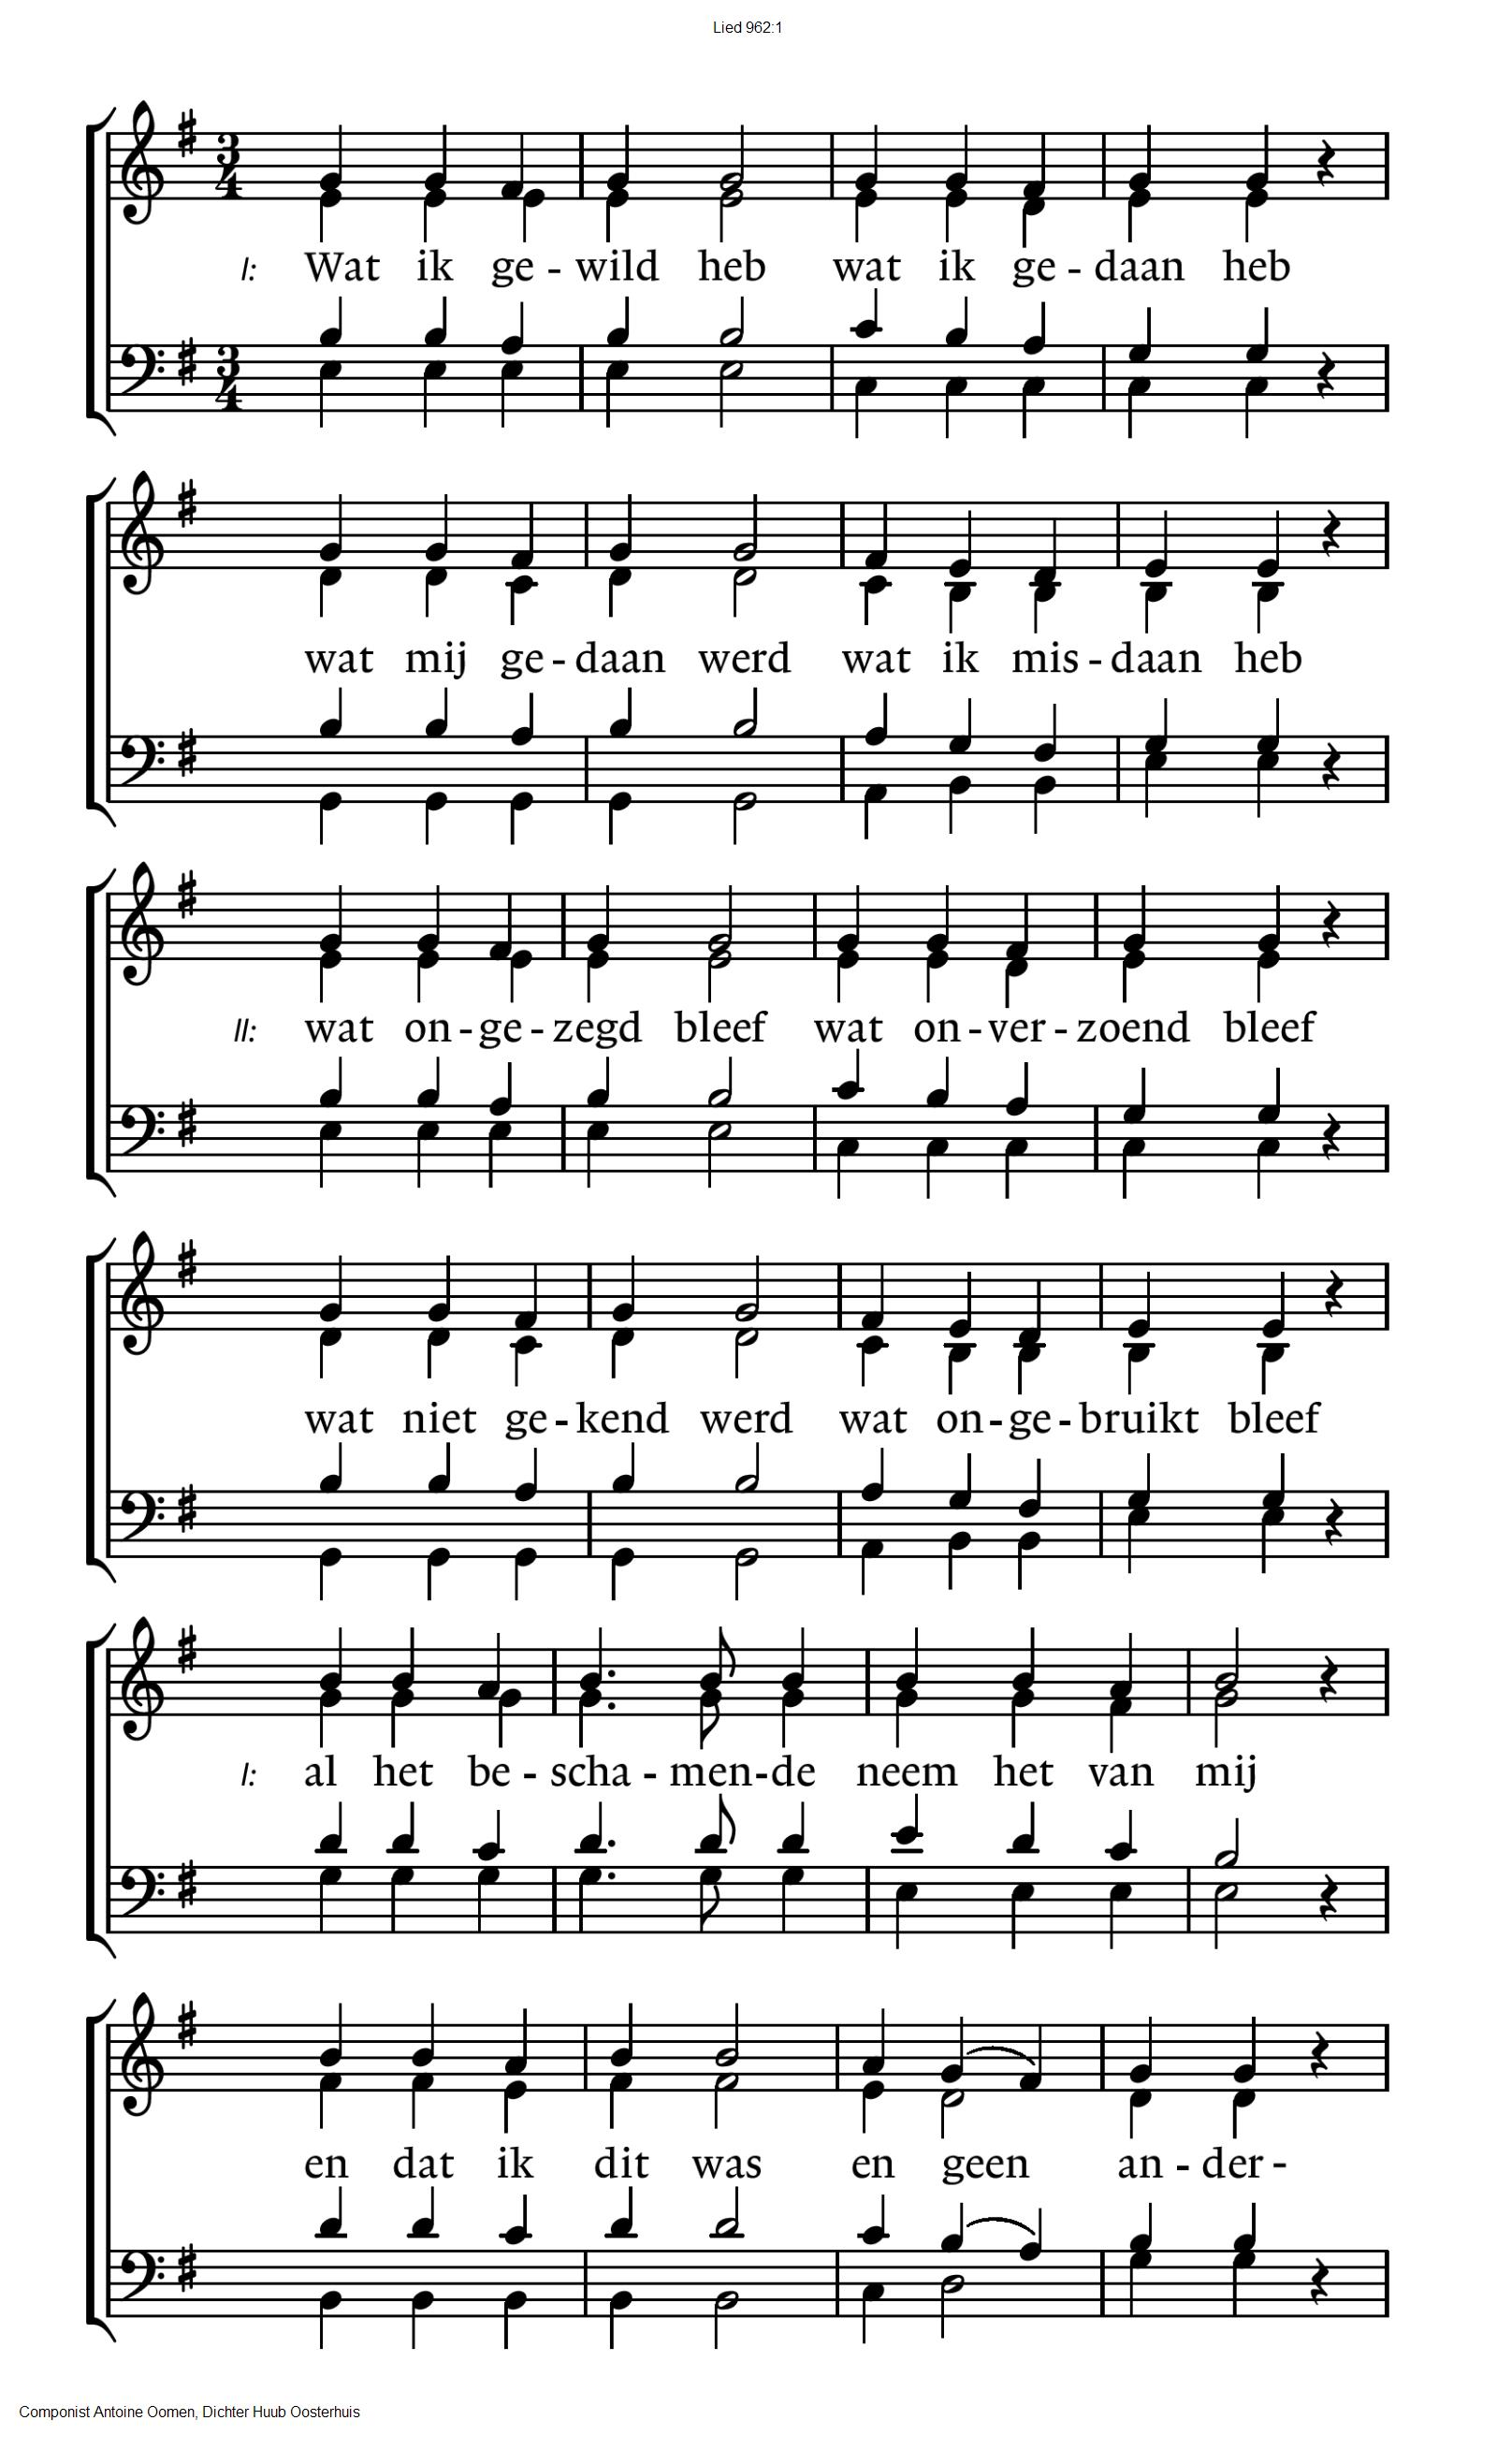 Lied 962:1
I: Wat ik ge - wild heb wat ik ge - daan heb
wat mij ge - daan werd wat ik mis - daan heb
II: wat on - ge - zegd bleef wat on - ver - zoend bleef
wat niet ge - kend werd wat on - ge - bruikt bleef
I: al het be - scha - men - de neem het van mij
en dat ik dit was en geen an - der -
Componist Antoine Oomen, Dichter Huub Oosterhuis